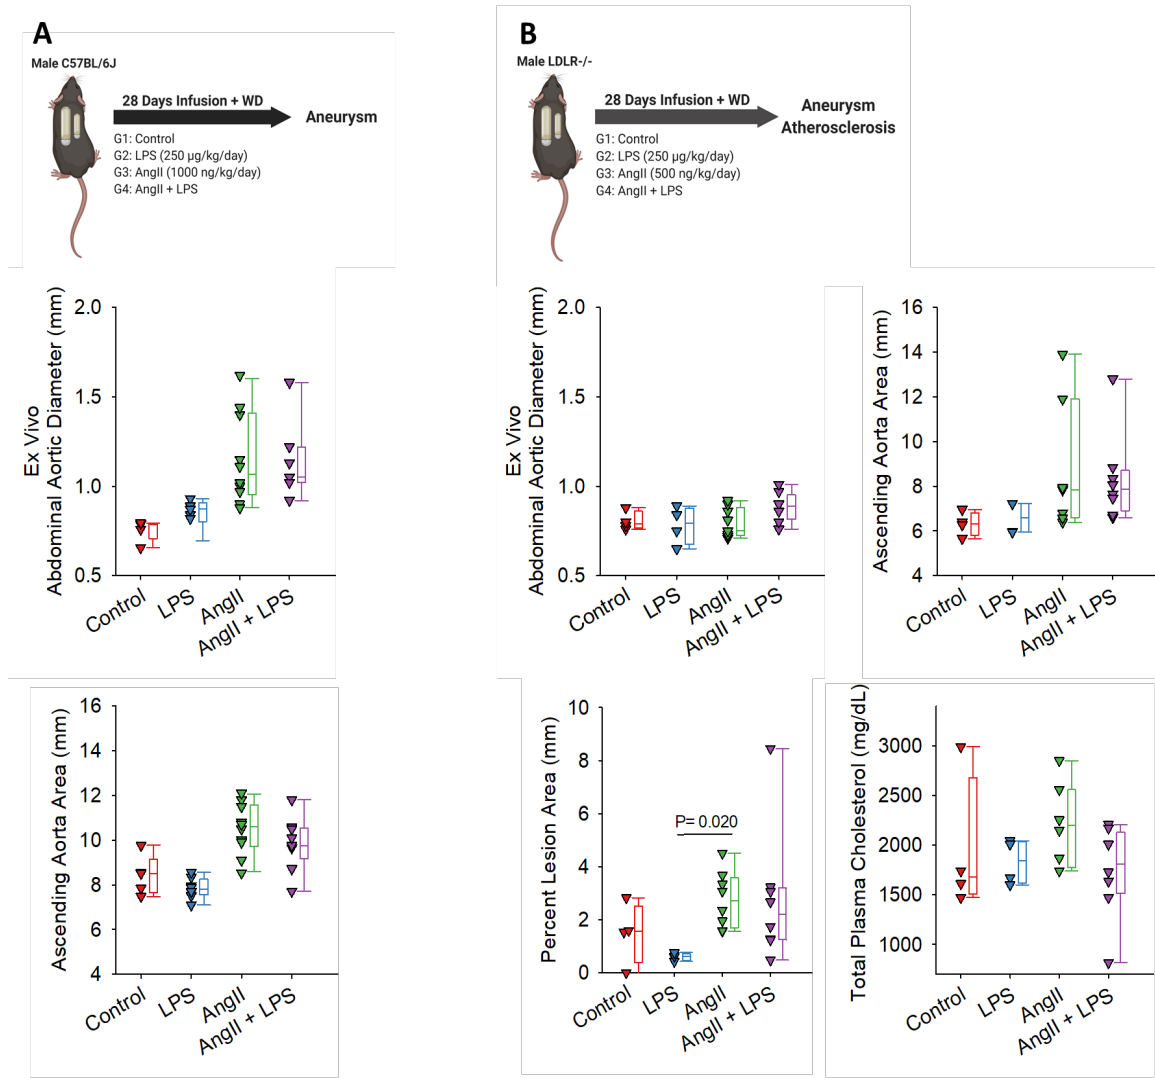 A
Male C57BL/6J
28 Days Infusion + WD
Aneurysm
G1: Control
G2: LPS (250 µg/kg/day)
G3: AngII (1000 ng/kg/day)
G4: AngII + LPS
B
Male LDLR-/-
28 Days Infusion + WD
Aneurysm
Atherosclerosis
G1: Control
G2: LPS (250 µg/kg/day)
G3: AngII (500 ng/kg/day)
G4: AngII + LPS
Ex Vivo
Abdominal Aortic Diameter (mm)
2.0
1.5
1.0
0.5
Control
LPS
AngII
AngII + LPS
Ex Vivo
Abdominal Aortic Diameter (mm)
2.0
1.5
1.0
0.5
Control
LPS
AngII
AngII + LPS
Ascending Aorta Area (mm)
16
14
12
10
8
6
4
Control
LPS
AngII
AngII + LPS
Ascending Aorta Area (mm)
16
14
12
10
8
6
4
Control
LPS
AngII
AngII + LPS
Percent Lesion Area (mm)
10
8
6
4
2
0
P= 0.020
Control
LPS
AngII
AngII + LPS
Total Plasma Cholesterol (mg/dL)
3000
2500
2000
1500
1000
Control
LPS
AngII
AngII + LPS